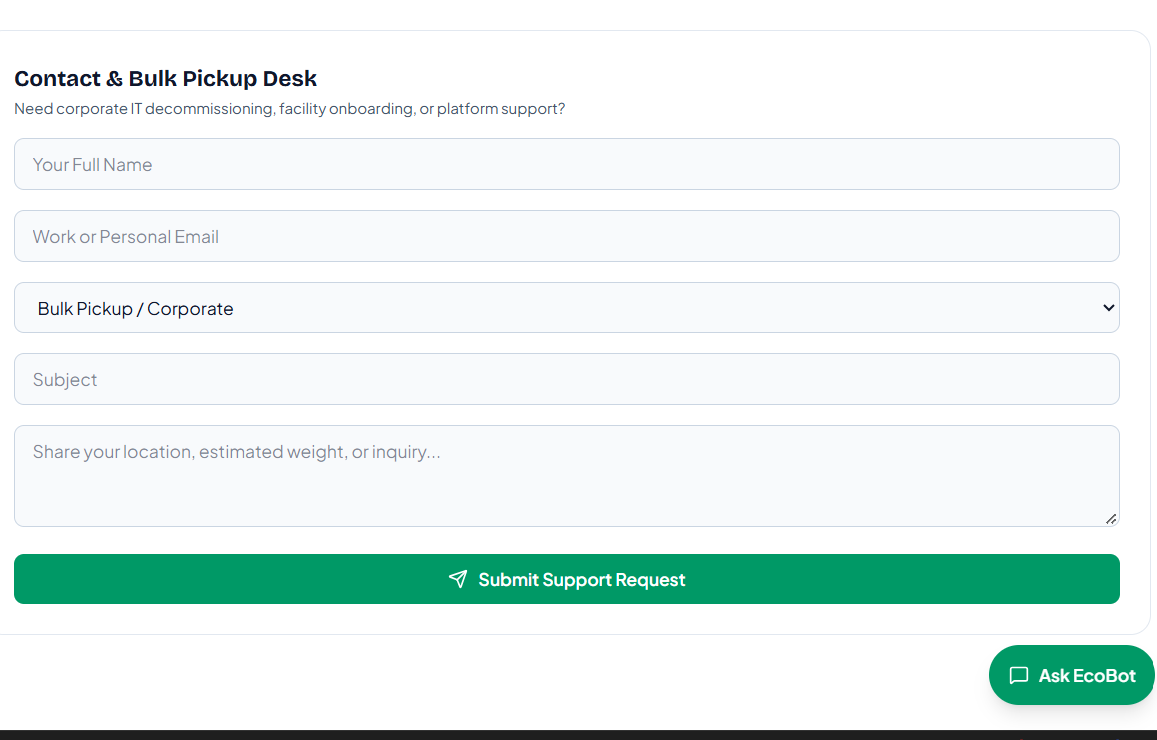 Contact & Bulk Pickup Desk
Need corporate IT decommissioning, facility onboarding, or platform support?
Your Full Name
Work or Personal Email
Bulk Pickup / Corporate
Subject
Share your location, estimated weight, or inquiry...
Submit Support Request
Ask EcoBot